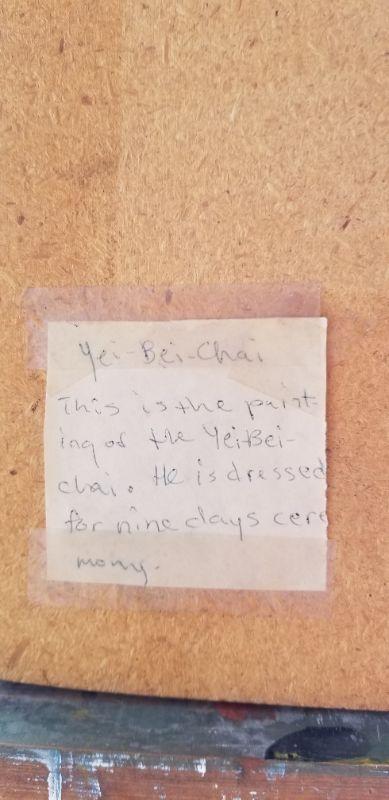 Yei-Bei-Chai
This is the paint-
ing of the YeiBei-
chai. He is dressed
for nine days cere
mony.